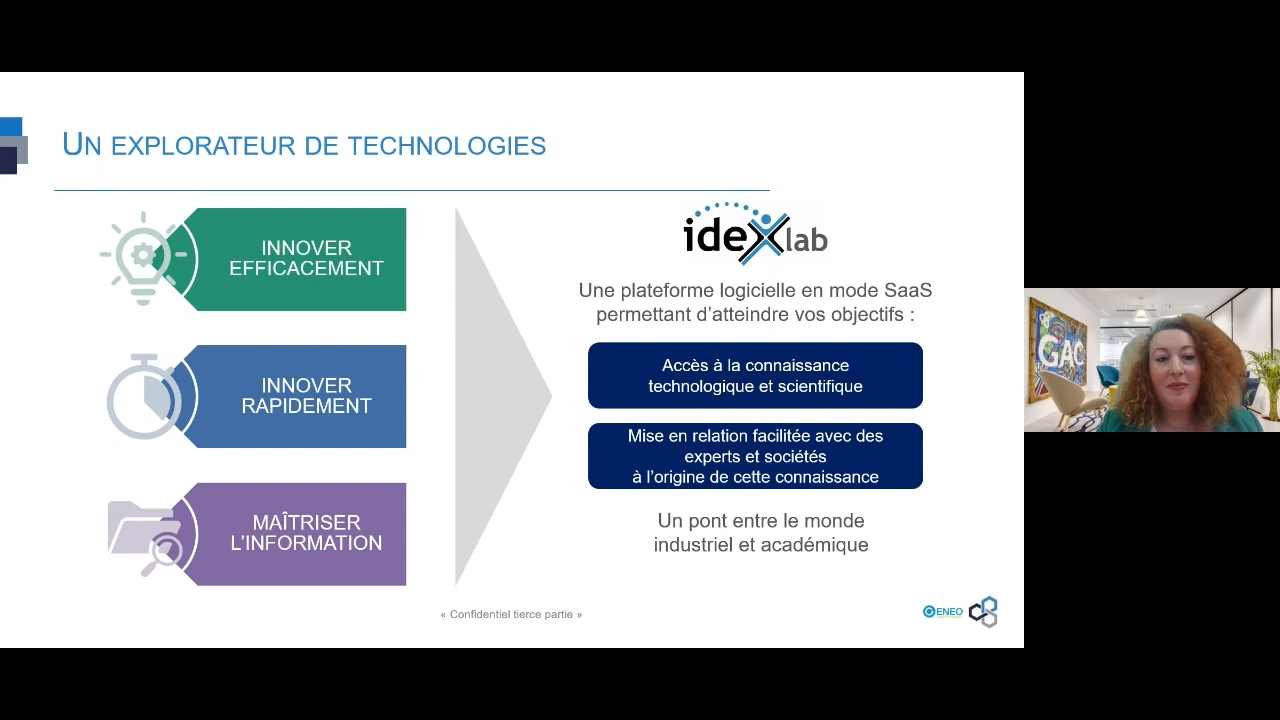 UN EXPLORATEUR DE TECHNOLOGIES
INNOVER
EFFICACEMENT
INNOVER
RAPIDEMENT
MAÎTRISER
L'INFORMATION
idexlab
Une plateforme logicielle en mode SaaS
permettant d'atteindre vos objectifs :
Accès à la connaissance
technologique et scientifique
Mise en relation facilitée avec des
experts et sociétés
à l'origine de cette connaissance
Un pont entre le monde
industriel et académique
« Confidentiel tierce partie »
GENEO
GAC